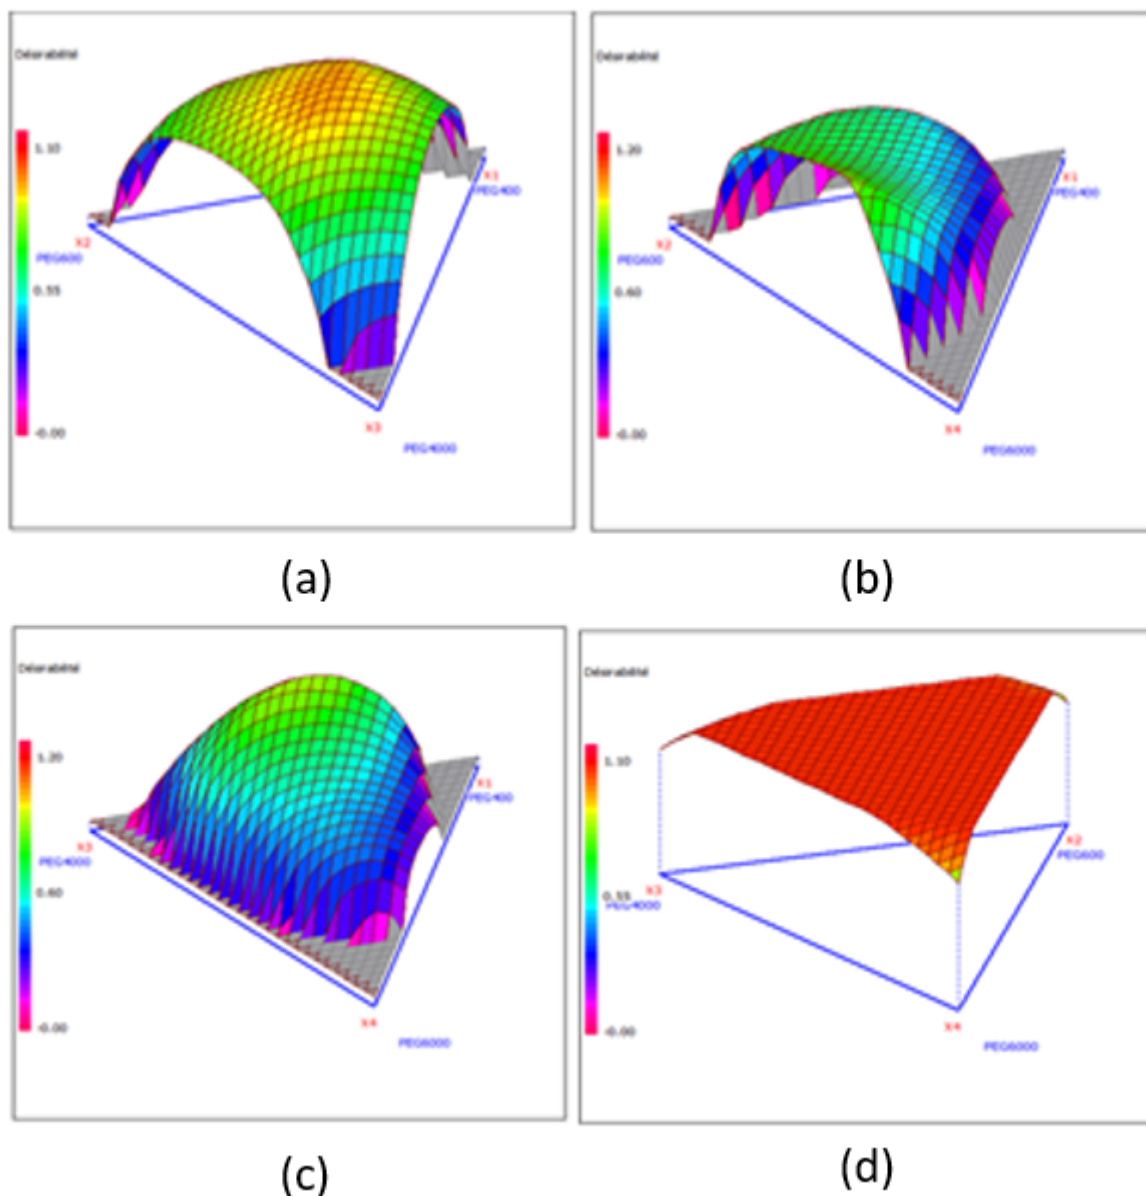 Désirabilité
1.10
X1
PEG400
X2
PEG600
0.55
-0.00
X3
PEG4000
(a)
Désirabilité
1.20
X1
PEG400
X2
PEG600
0.60
-0.00
X4
PEG6000
(b)
Désirabilité
1.20
X1
PEG400
X3
PEG4000
0.60
-0.00
X4
PEG6000
(c)
Désirabilité
1.10
X2
PEG600
X3
0.55
PEG4000
-0.00
X4
PEG6000
(d)